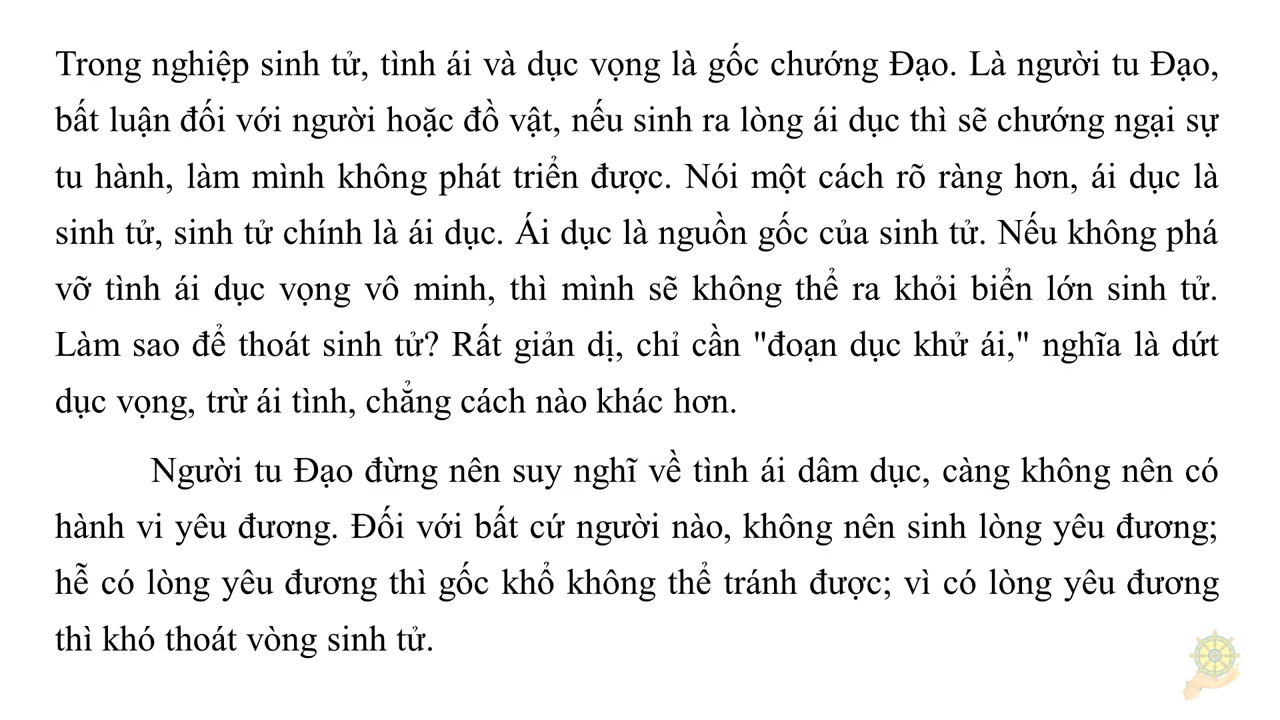 Trong nghiệp sinh tử, tình ái và dục vọng là gốc chướng Đạo. Là người tu Đạo,
bất luận đối với người hoặc đồ vật, nếu sinh ra lòng ái dục thì sẽ chướng ngại sự
tu hành, làm mình không phát triển được. Nói một cách rõ ràng hơn, ái dục là
sinh tử, sinh tử chính là ái dục. Ái dục là nguồn gốc của sinh tử. Nếu không phá
vỡ tình ái dục vọng vô minh, thì mình sẽ không thể ra khỏi biển lớn sinh tử.
Làm sao để thoát sinh tử? Rất giản dị, chỉ cần "đoạn dục khử ái," nghĩa là dứt
dục vọng, trừ ái tình, chẳng cách nào khác hơn.
Người tu Đạo đừng nên suy nghĩ về tình ái dâm dục, càng không nên có
hành vi yêu đương. Đối với bất cứ người nào, không nên sinh lòng yêu đương;
hễ có lòng yêu đương thì gốc khổ không thể tránh được; vì có lòng yêu đương
thì khó thoát vòng sinh tử.